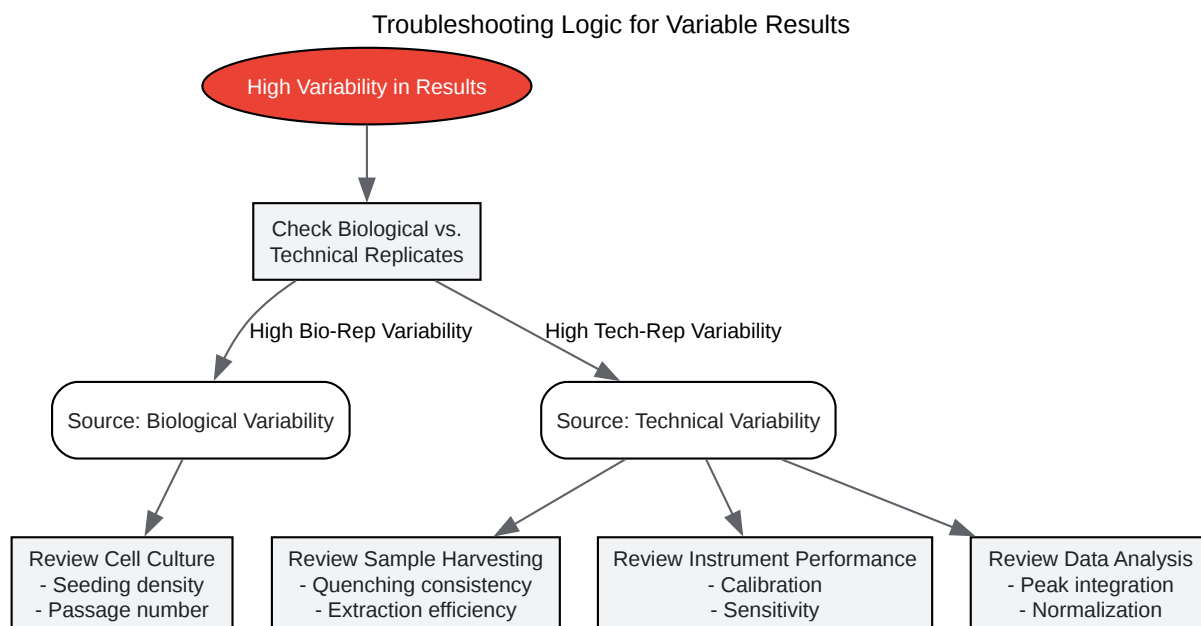 Troubleshooting Logic for Variable Results
High Variability in Results
Check Biological vs.
Technical Replicates
High Bio-Rep Variability
High Tech-Rep Variability
Source: Biological Variability
Source: Technical Variability
Review Cell Culture
- Seeding density
- Passage number
Review Sample Harvesting
- Quenching consistency
- Extraction efficiency
Review Instrument Performance
- Calibration
- Sensitivity
Review Data Analysis
- Peak integration
- Normalization